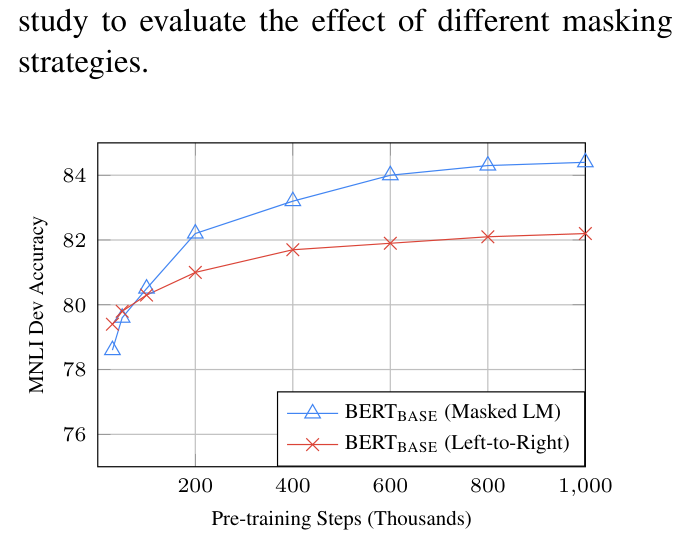 study to evaluate the effect of different masking
strategies.
84
82
80
78
76
MNLI Dev Accuracy
BERTBASE (Masked LM)
BERTBASE (Left-to-Right)
200 400 600 800 1,000
Pre-training Steps (Thousands)